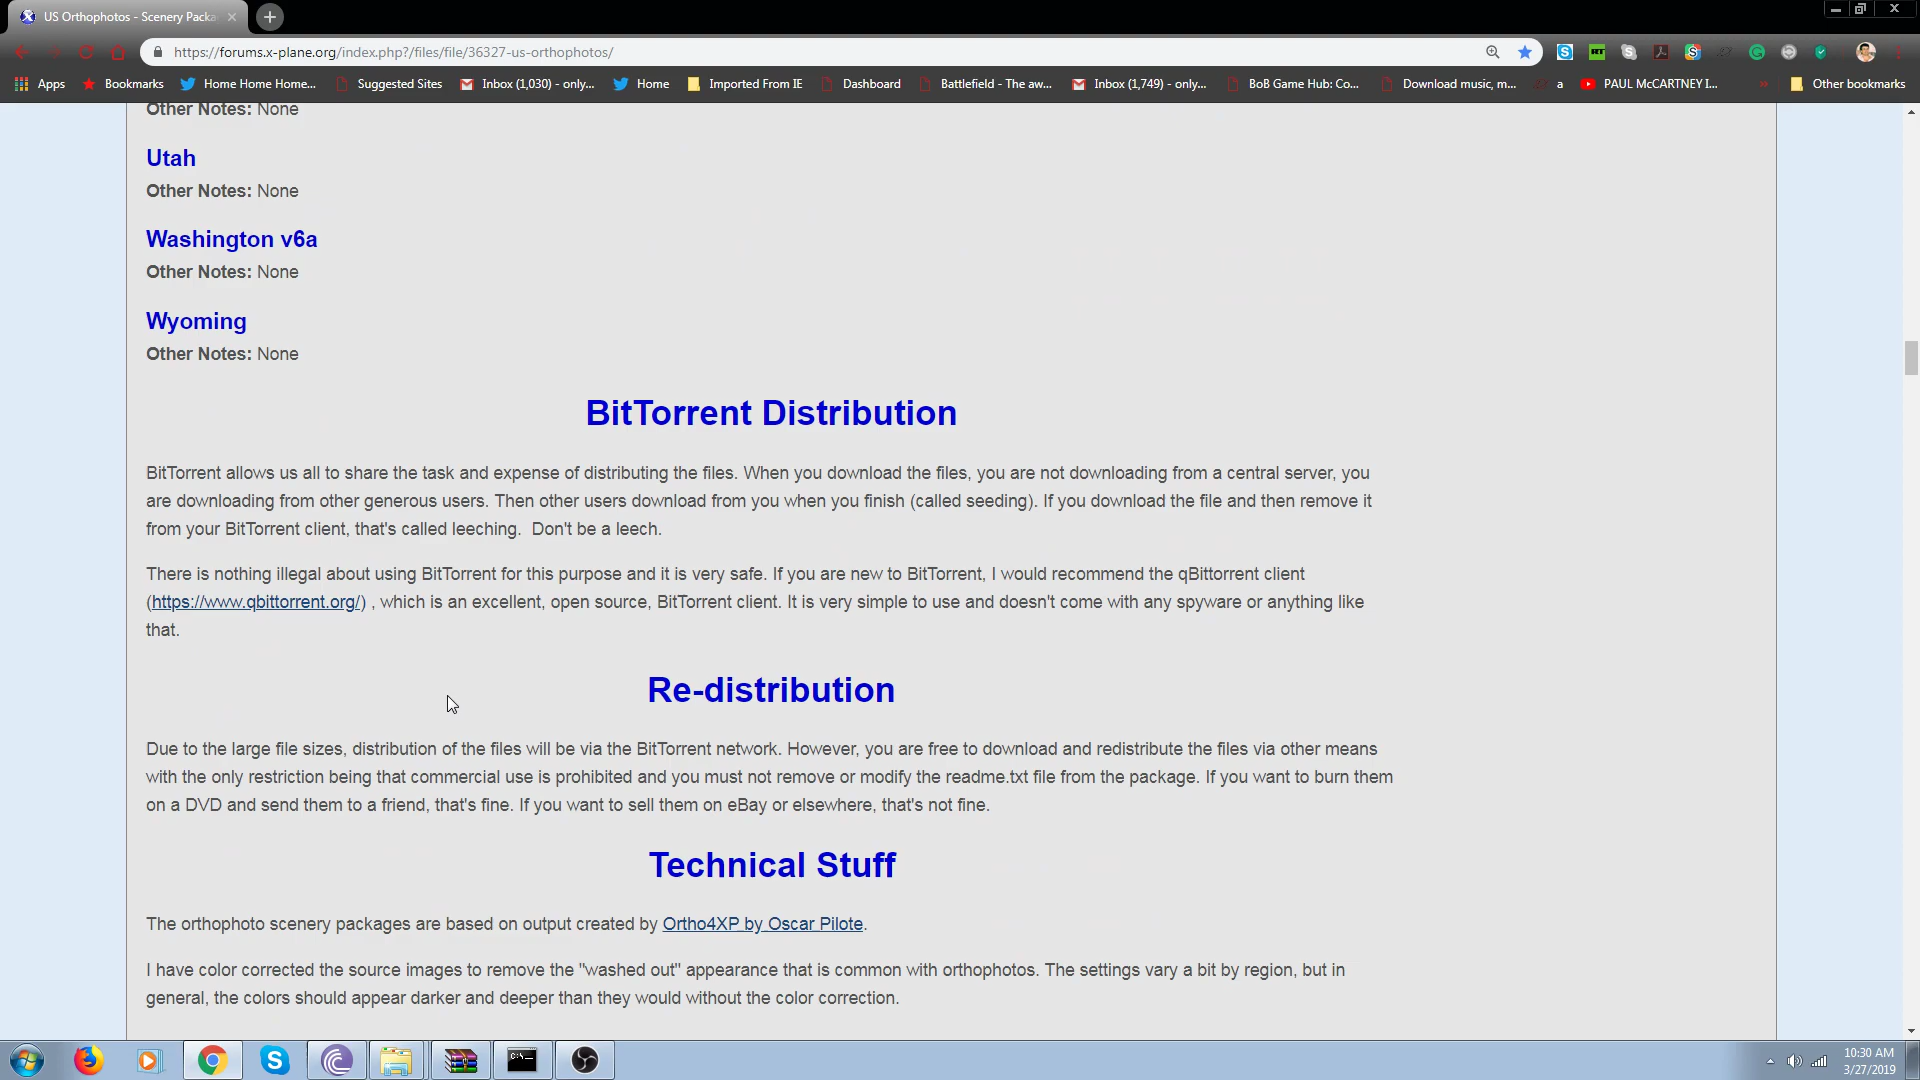 US Orthophotos - Scenery Packa
https://forums.x-plane.org/index.php?/files/file/36327-us-orthophotos/
Apps Bookmarks Home Home Home... Suggested Sites Inbox (1,030) - only... Home Imported From IE Dashboard Battlefield - The aw... Inbox (1,749) - only... BoB Game Hub: Co... Download music, m... a PAUL McCARTNEY I... » Other bookmarks
Other Notes: None
Utah
Other Notes: None
Washington v6a
Other Notes: None
Wyoming
Other Notes: None
BitTorrent Distribution
BitTorrent allows us all to share the task and expense of distributing the files. When you download the files, you are not downloading from a central server, you
are downloading from other generous users. Then other users download from you when you finish (called seeding). If you download the file and then remove it
from your BitTorrent client, that's called leeching.  Don't be a leech.
There is nothing illegal about using BitTorrent for this purpose and it is very safe. If you are new to BitTorrent, I would recommend the qBittorrent client
(https://www.qbittorrent.org/) , which is an excellent, open source, BitTorrent client. It is very simple to use and doesn't come with any spyware or anything like
that.
Re-distribution
Due to the large file sizes, distribution of the files will be via the BitTorrent network. However, you are free to download and redistribute the files via other means
with the only restriction being that commercial use is prohibited and you must not remove or modify the readme.txt file from the package. If you want to burn them
on a DVD and send them to a friend, that's fine. If you want to sell them on eBay or elsewhere, that's not fine.
Technical Stuff
The orthophoto scenery packages are based on output created by Ortho4XP by Oscar Pilote.
I have color corrected the source images to remove the "washed out" appearance that is common with orthophotos. The settings vary a bit by region, but in
general, the colors should appear darker and deeper than they would without the color correction.
10:30 AM
3/27/2019